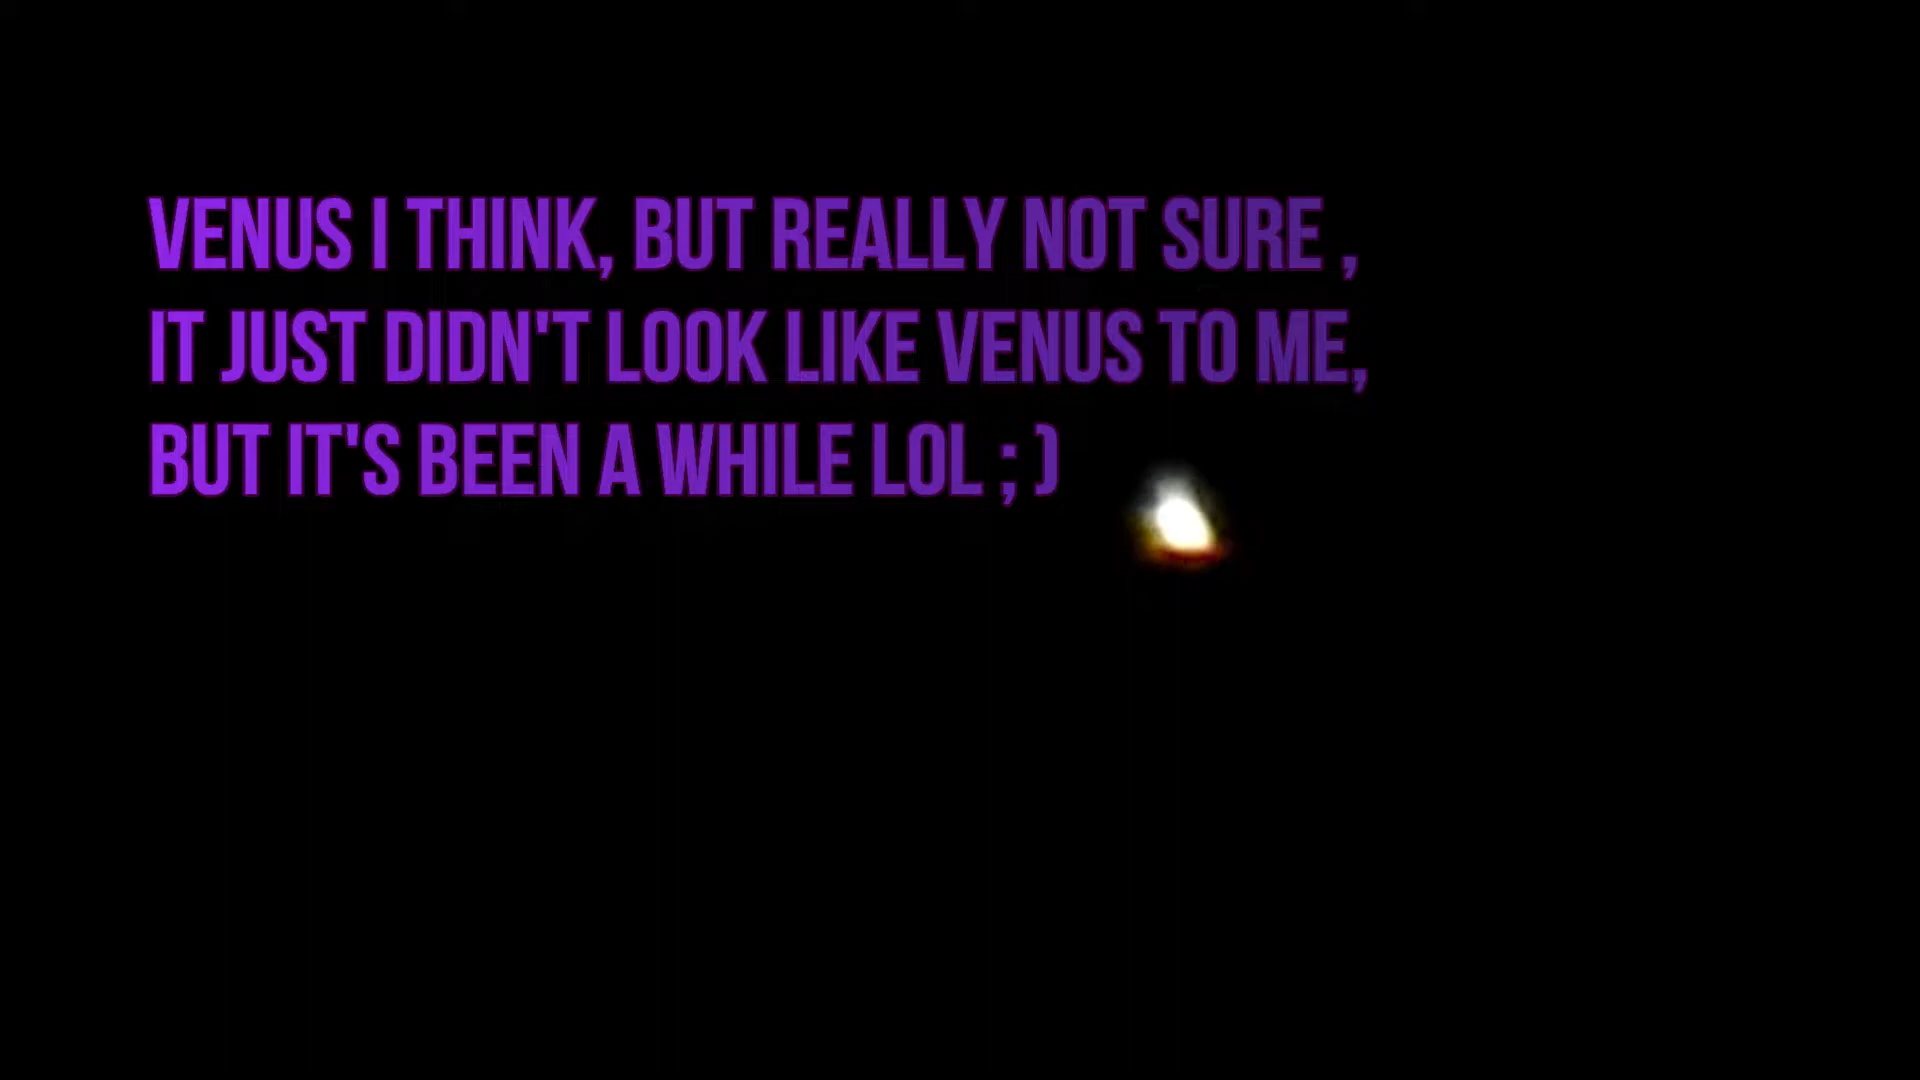 VENUS I THINK, BUT REALLY NOT SURE ,
IT JUST DIDN'T LOOK LIKE VENUS TO ME,
BUT IT'S BEEN A WHILE LOL ; )